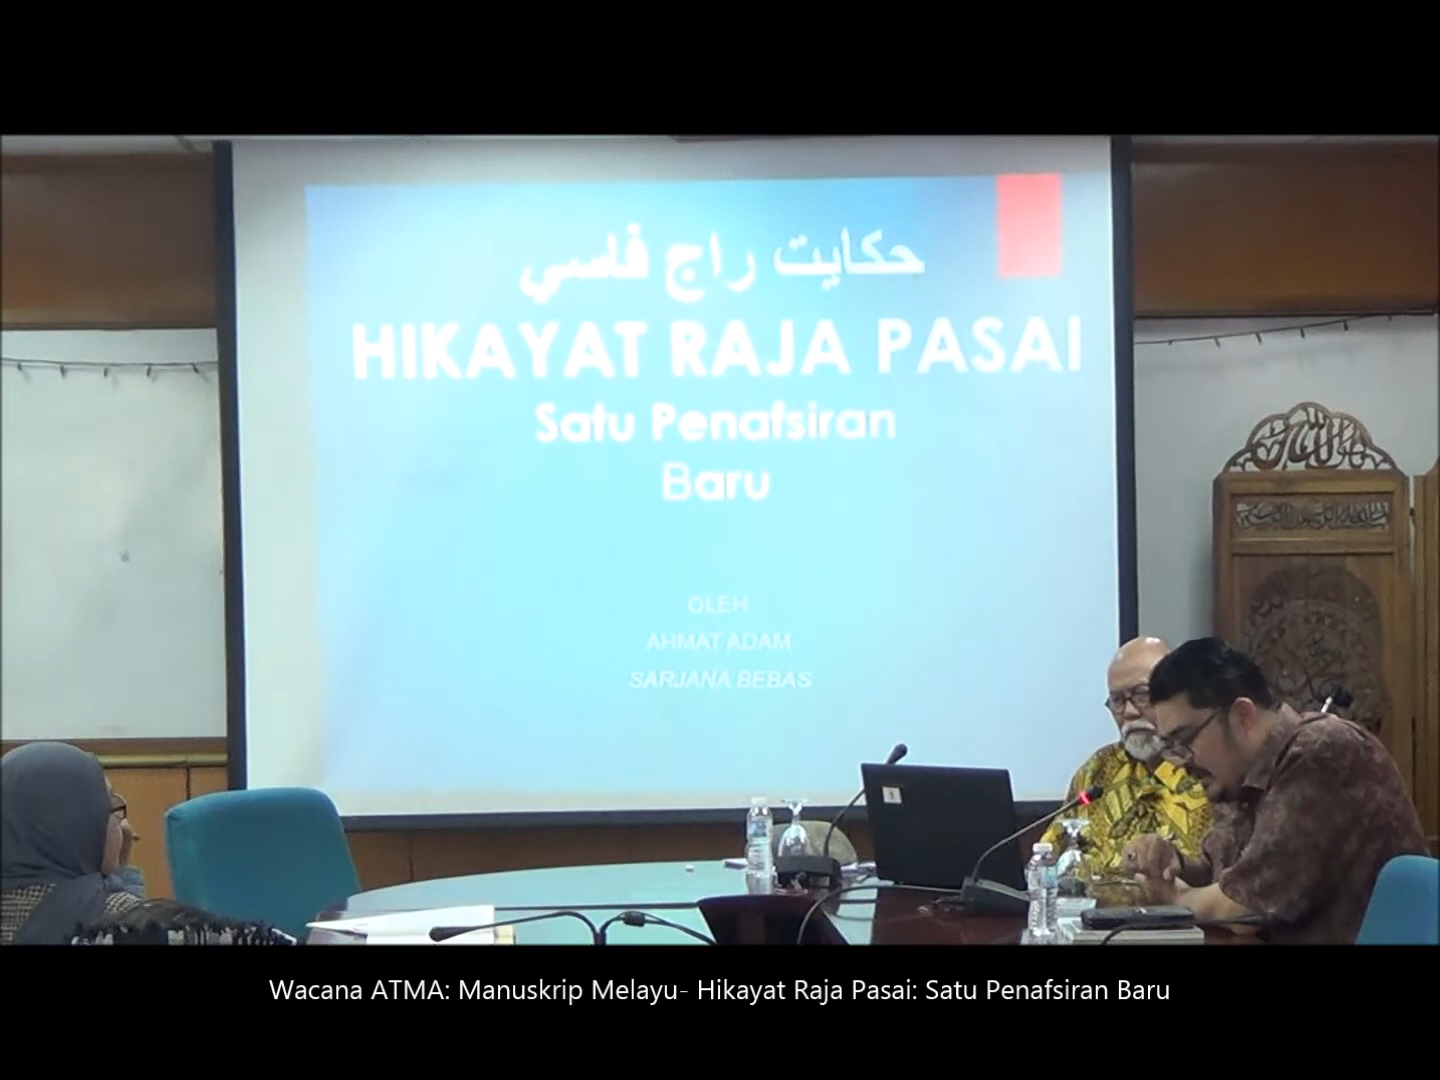 حكايت راج ڤاسي
HIKAYAT RAJA PASAI
Satu Penafsiran
Baru
OLEH
AHMAT ADAM
SARJANA BEBAS
Wacana ATMA: Manuskrip Melayu- Hikayat Raja Pasai: Satu Penafsiran Baru